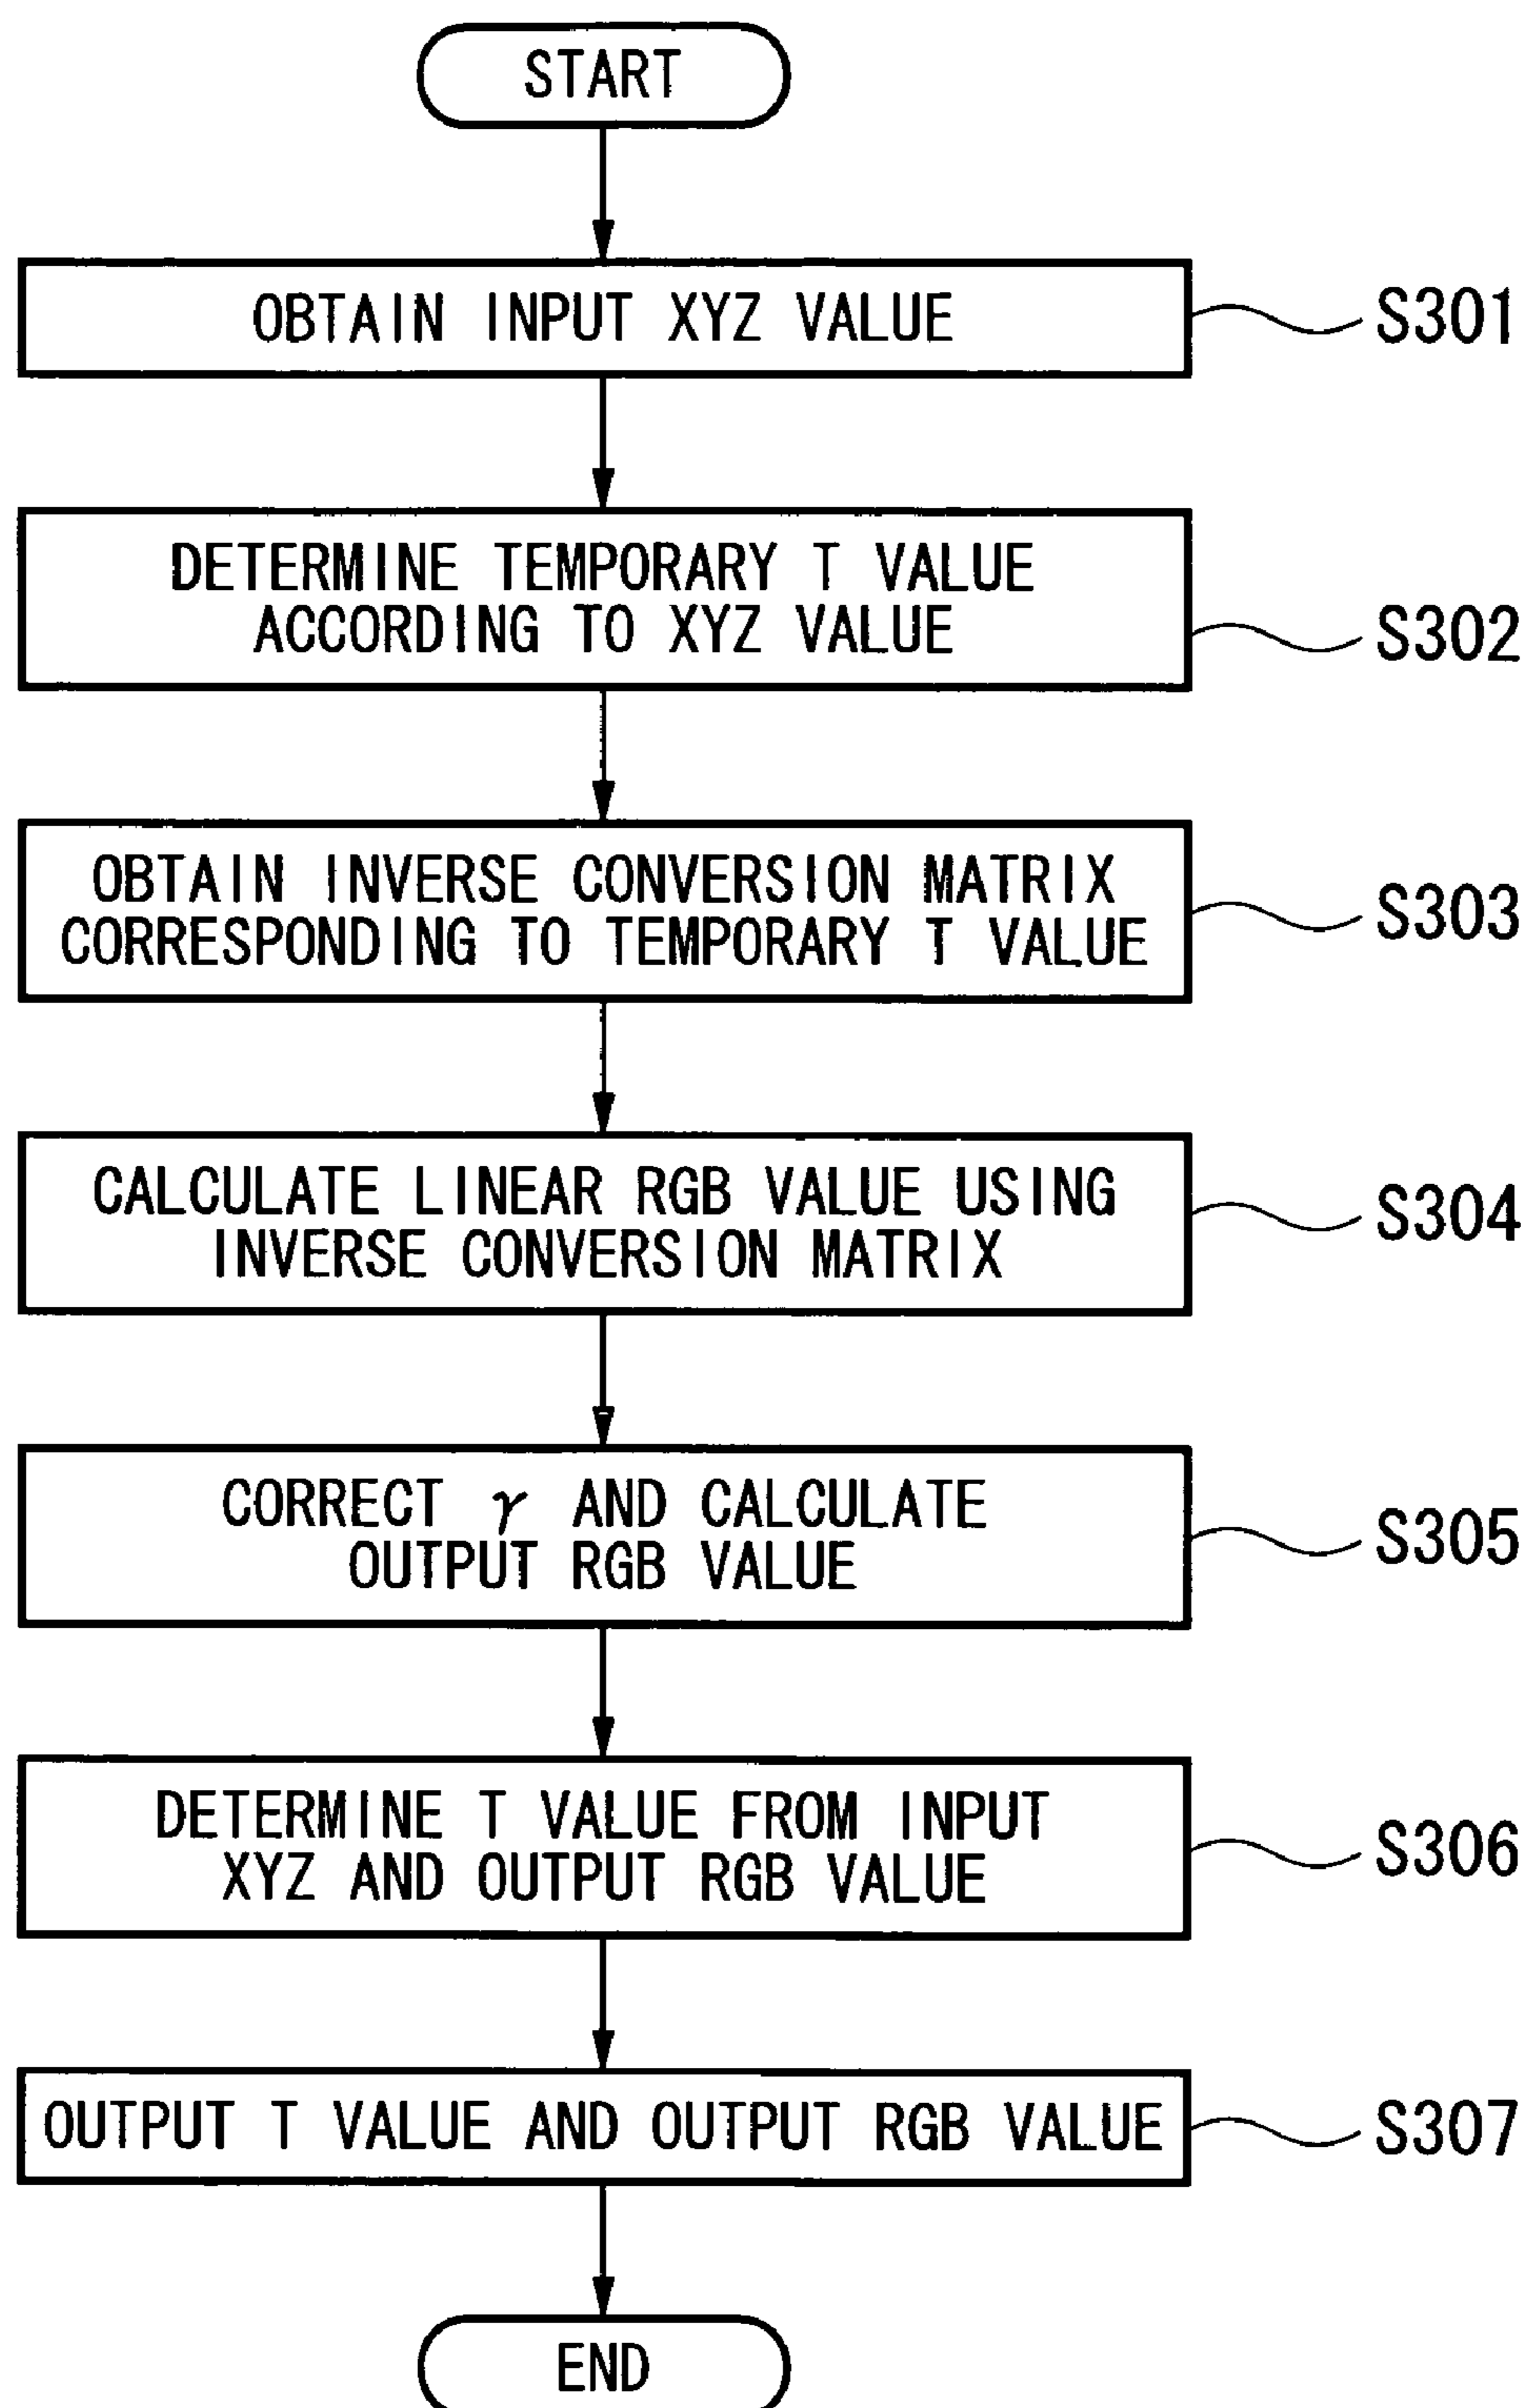 START
OBTAIN INPUT XYZ VALUE
S301
DETERMINE TEMPORARY T VALUE
ACCORDING TO XYZ VALUE
S302
OBTAIN INVERSE CONVERSION MATRIX
CORRESPONDING TO TEMPORARY T VALUE
S303
CALCULATE LINEAR RGB VALUE USING
INVERSE CONVERSION MATRIX
S304
CORRECT γ AND CALCULATE
OUTPUT RGB VALUE
S305
DETERMINE T VALUE FROM INPUT
XYZ AND OUTPUT RGB VALUE
S306
OUTPUT T VALUE AND OUTPUT RGB VALUE
S307
END